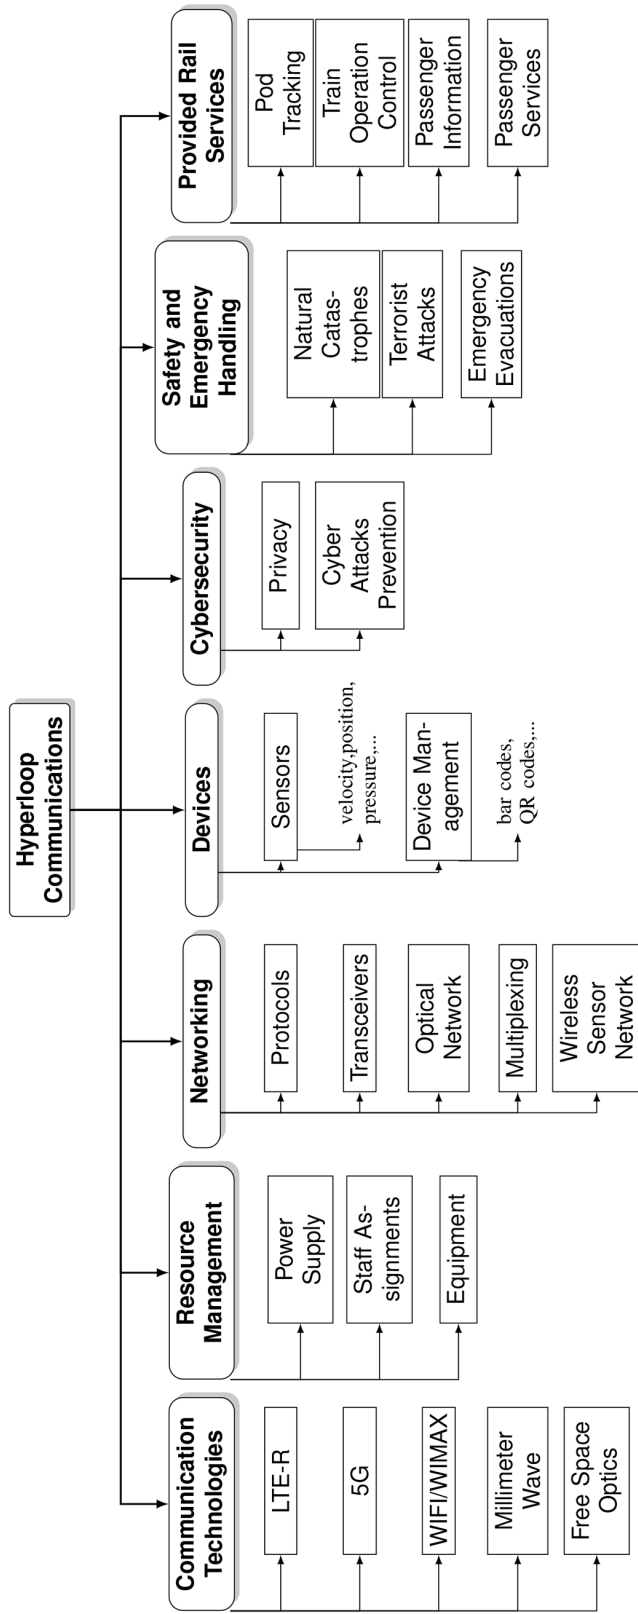 Hyperloop
Communications
Communication
Technologies
LTE-R
5G
WIFI/WIMAX
Millimeter
Wave
Free Space
Optics
Resource
Management
Power
Supply
Staff As-
signments
Equipment
Networking
Protocols
Transceivers
Optical
Network
Multiplexing
Wireless
Sensor
Network
Devices
Sensors
velocity,position,
pressure,...
Device Man-
agement
bar codes,
QR codes,...
Cybersecurity
Privacy
Cyber
Attacks
Prevention
Safety and
Emergency
Handling
Natural
Catas-
trophes
Terrorist
Attacks
Emergency
Evacuations
Provided Rail
Services
Pod
Tracking
Train
Operation
Control
Passenger
Information
Passenger
Services